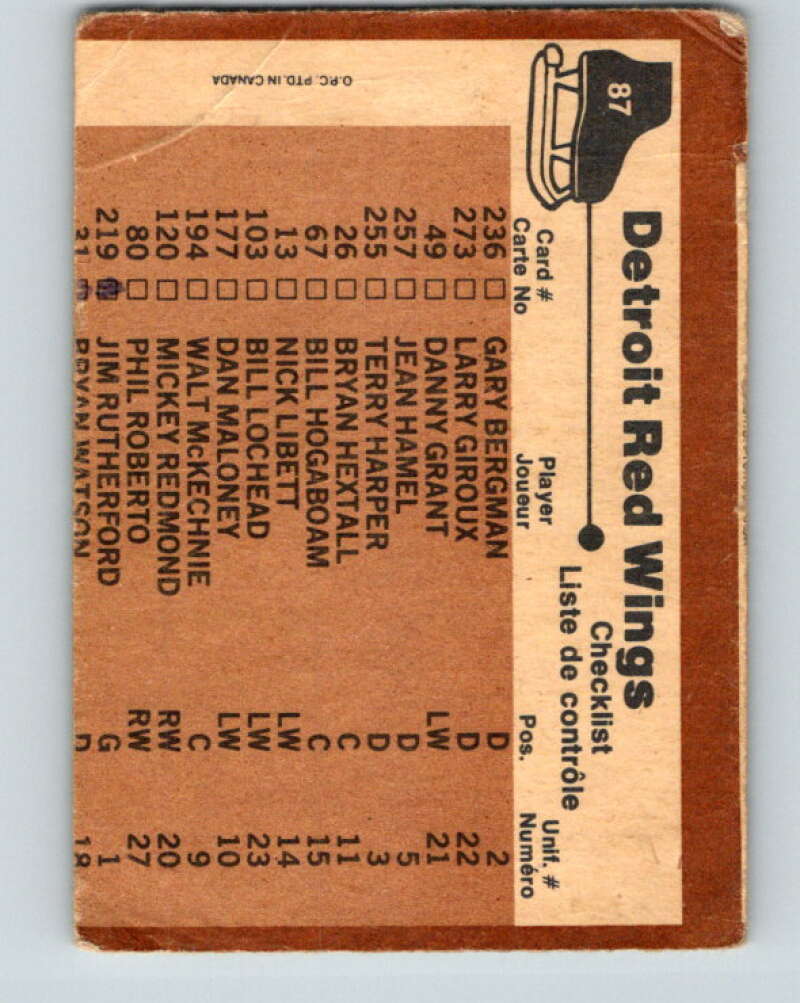 87
Detroit Red Wings
Checklist
Liste de contrôle
Card # Player Pos. Unif. #
Carte No Joueur Numéro
236 GARY BERGMAN D 2
273 LARRY GIROUX D 22
49 DANNY GRANT LW 21
257 JEAN HAMEL D 5
255 TERRY HARPER D 3
26 BRYAN HEXTALL C 11
67 BILL HOGABOAM C 15
13 NICK LIBETT LW 14
103 BILL LOCHEAD LW 23
177 DAN MALONEY LW 10
194 WALT McKECHNIE C 9
120 MICKEY REDMOND RW 20
80 PHIL ROBERTO RW 27
219 JIM RUTHERFORD G 1
31 BRYAN WATSON D 18
O.P.C. PTD. IN CANADA